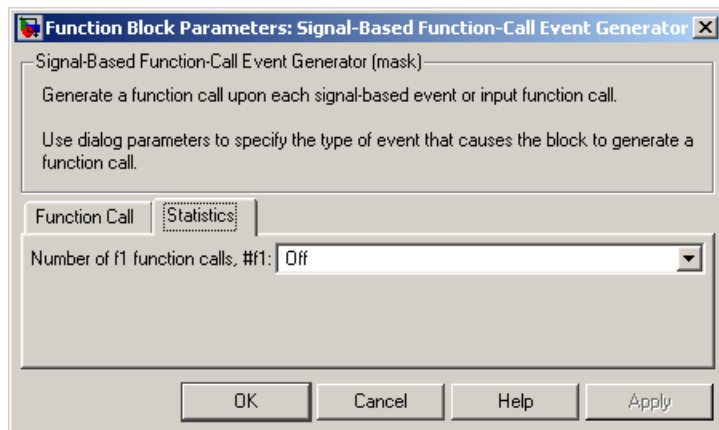 Function Block Parameters: Signal-Based Function-Call Event Generator
Signal-Based Function-Call Event Generator (mask)
Generate a function call upon each signal-based event or input function call.
Use dialog parameters to specify the type of event that causes the block to generate a
function call.
Function Call Statistics
Number of f1 function calls, #f1: Off
OK Cancel Help Apply